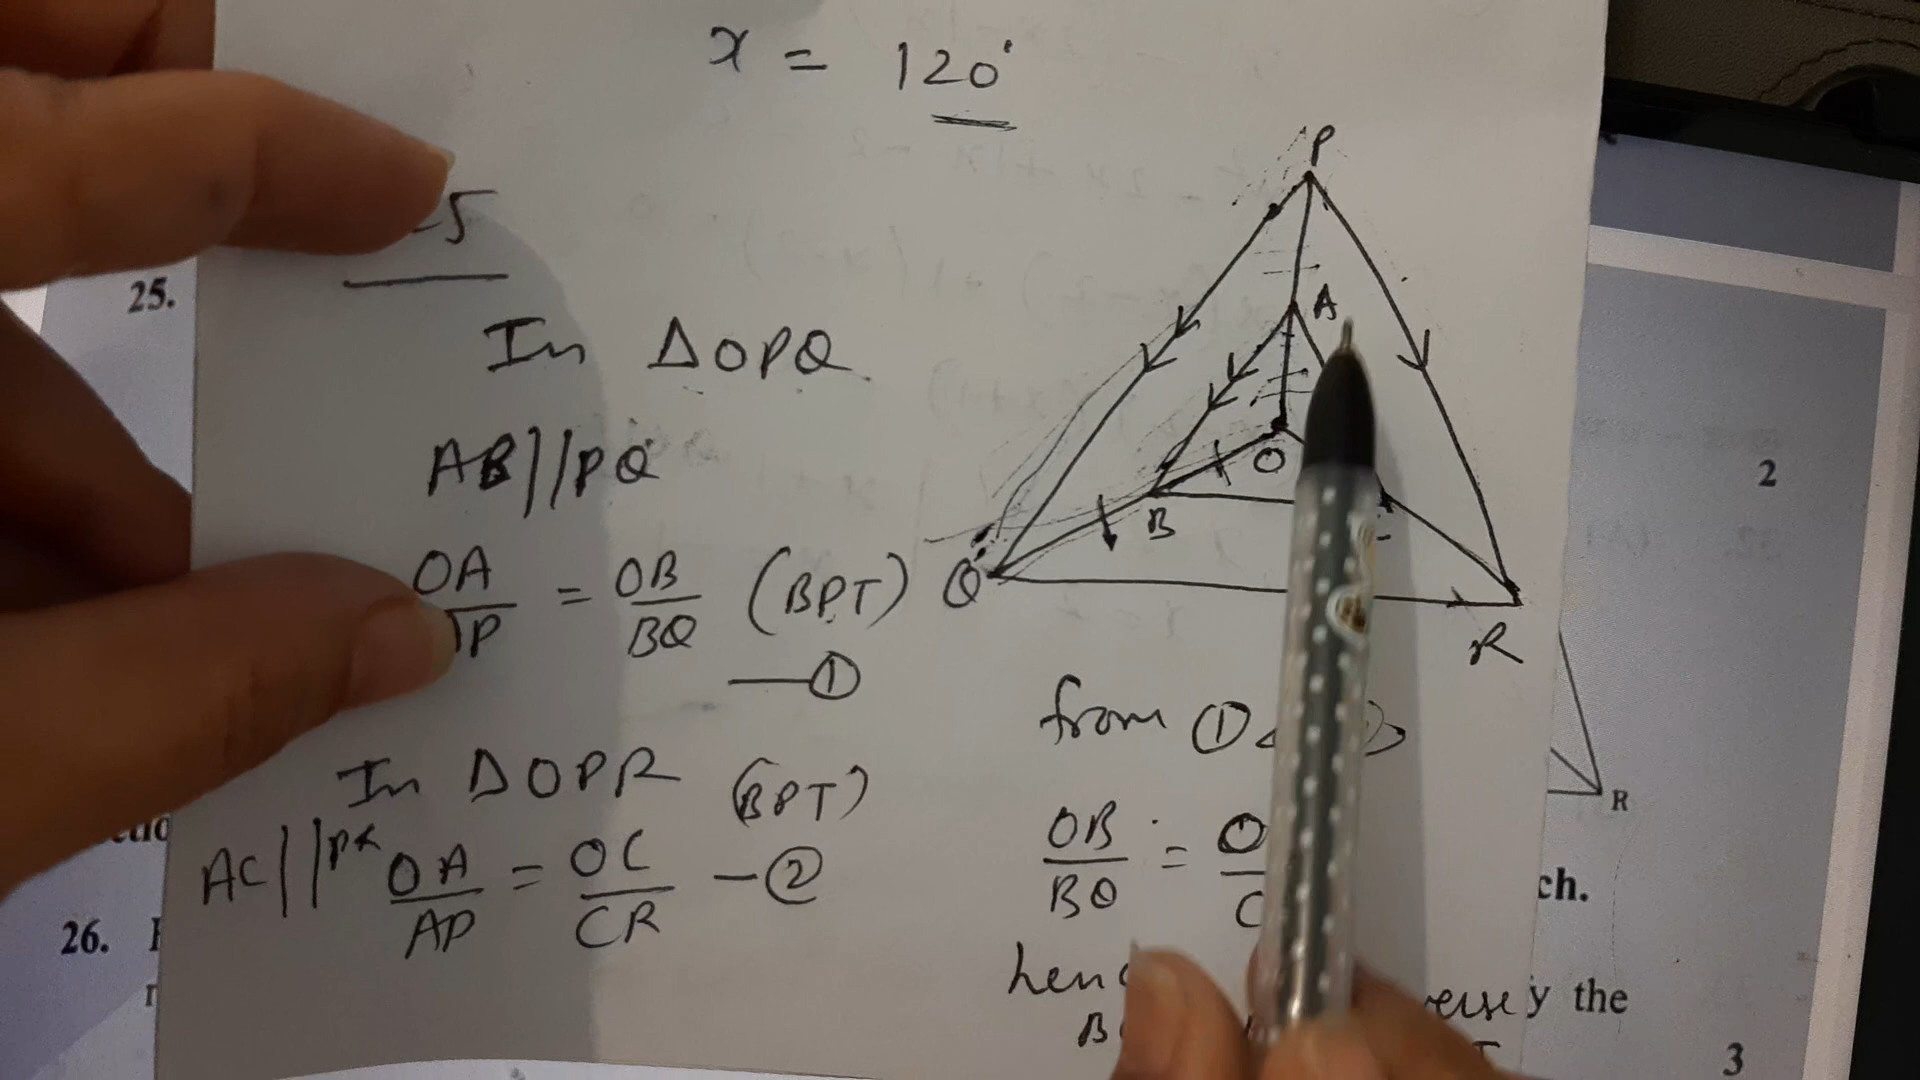 x = 120°
25.
-5
In ΔOPQ
AB||PQ
OA/P = OB/BQ (BPT)
—①
In ΔOPR (BPT)
AC||PR OA/AP = OC/CR —②
P
A
O
B
Q
R
from ①
OB/BQ = O/C
hen
B
2
R
ch.
26.
y the
3